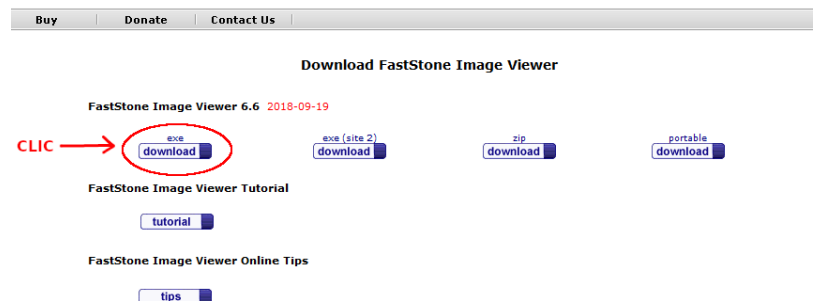 Buy Donate Contact Us
Download FastStone Image Viewer
FastStone Image Viewer 6.6 2018-09-19
exe exe (site 2) zip portable
CLIC download download download download
FastStone Image Viewer Tutorial
tutorial
FastStone Image Viewer Online Tips
tips